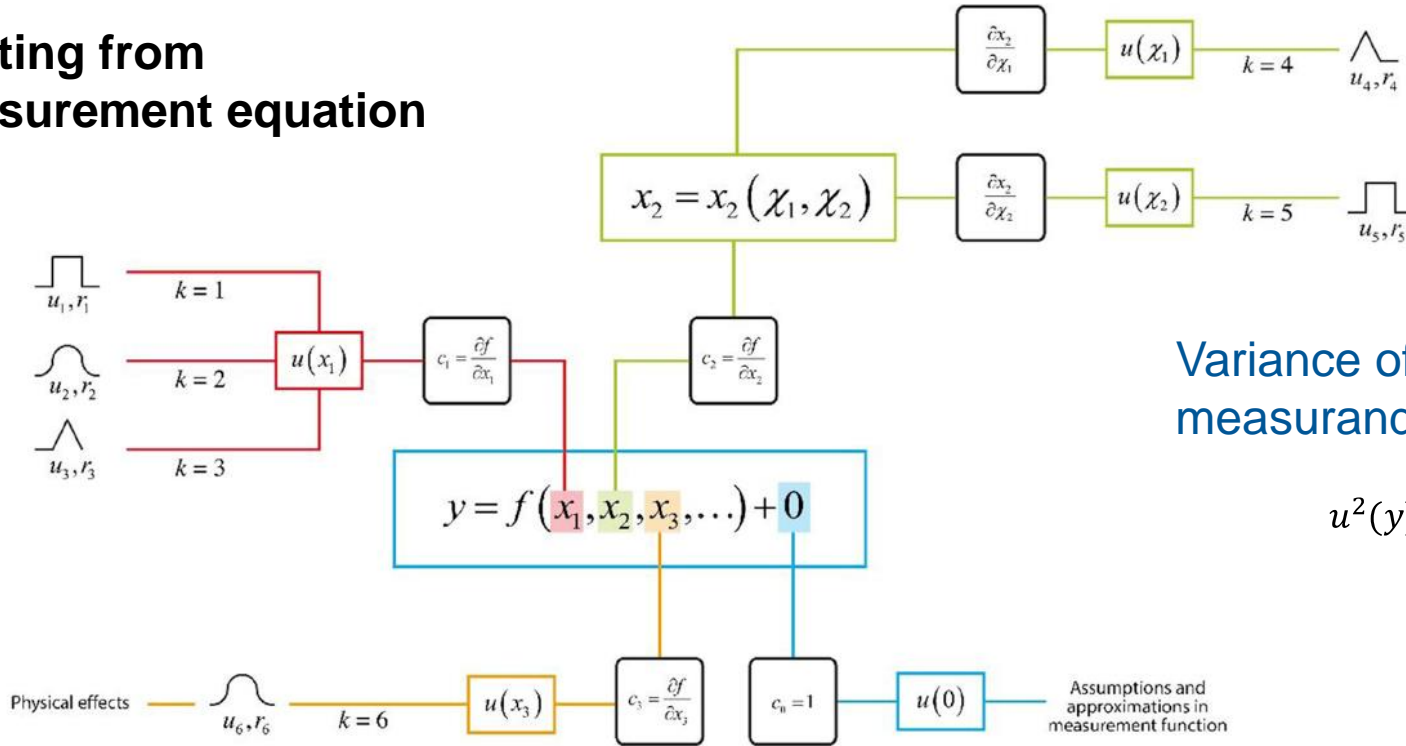 ting from
surement equation
∂x₂/∂χ₁
u(χ₁)
k = 4
u₄,r₄
x₂ = x₂(χ₁,χ₂)
∂x₂/∂χ₂
u(χ₂)
k = 5
u₅,r₅
u₁,r₁
k = 1
u₂,r₂
k = 2
u(x₁)
c₁ = ∂f/∂x₁
c₂ = ∂f/∂x₂
u₃,r₃
k = 3
Variance of
measuranc
y = f(x₁,x₂,x₃,…)+0
u²(y)
Physical effects
u₆,r₆
k = 6
u(x₃)
c₃ = ∂f/∂x₃
c₀ = 1
u(0)
Assumptions and
approximations in
measurement function